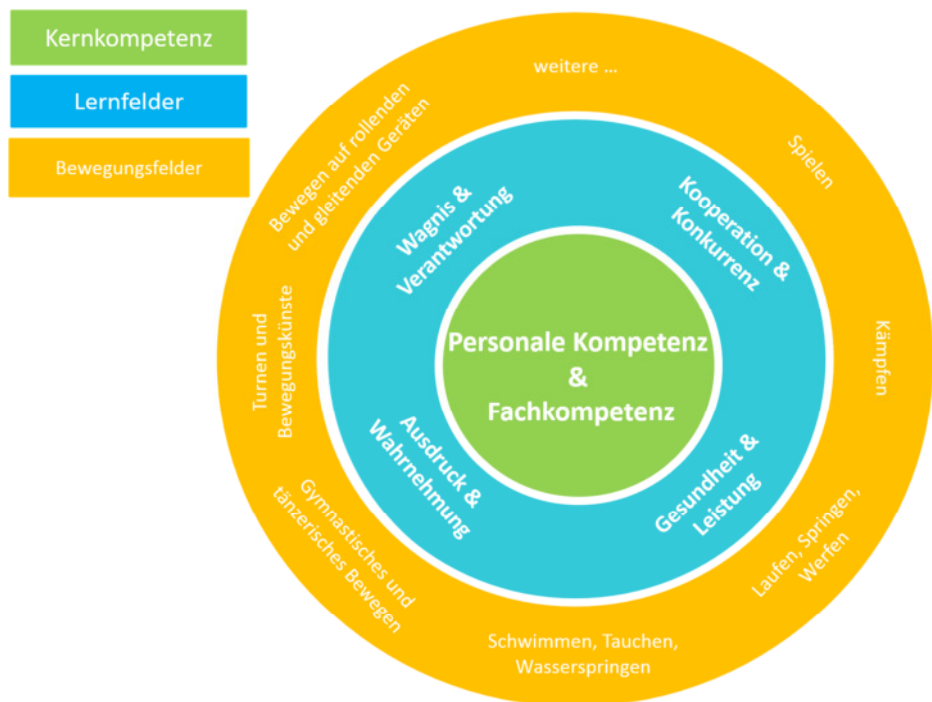 Kernkompetenz
Lernfelder
Bewegungsfelder
weitere ...
Spielen
Kämpfen
Laufen, Springen,
Werfen
Schwimmen, Tauchen,
Wasserspringen
Gymnastisches und
tänzerisches Bewegen
Turnen und
Bewegungskünste
Bewegen auf rollenden
und gleitenden Geräten
Wagnis &
Verantwortung
Kooperation &
Konkurrenz
Gesundheit &
Leistung
Ausdruck &
Wahrnehmung
Personale Kompetenz
&
Fachkompetenz